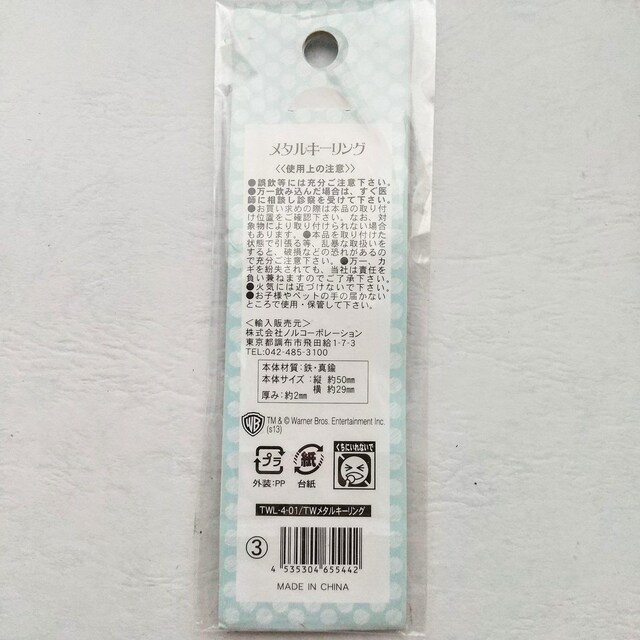 メタルキーリング
《使用上の注意》
●誤飲等には充分ご注意下さい。
●万一飲み込んだ場合は、すぐ医
師に相談し診察を受けて下さい。
●お買い求めの際は本品の取り付
け位置をご確認下さい。なお、対
象物により取り付けられない場合
もあります。●本品を取り付けた
状態で引張る等、乱暴な取扱いを
すると、破損などの恐れがあるの
で充分ご注意下さい。●万一、カ
ギを紛失されても、当社は責任を
負い兼ねますのでご了承下さい。
●火気には近づけないで下さい。
●お子様やペットの手の届かない
ところで使用・保管して下さい。
＜輸入販売元＞
株式会社ノルコーポレーション
東京都調布市飛田給1-7-3
TEL:042-485-3100
本体材質:鉄・真鍮
本体サイズ:縦 約50㎜
横 約29㎜
厚み:約2㎜
WB
TM & © Warner Bros. Entertainment Inc.
(s13)
プラ
外装:PP
紙
台紙
くちにいれないで
TWL-4-01/TWメタルキーリング
③
4 535304 655442
MADE IN CHINA